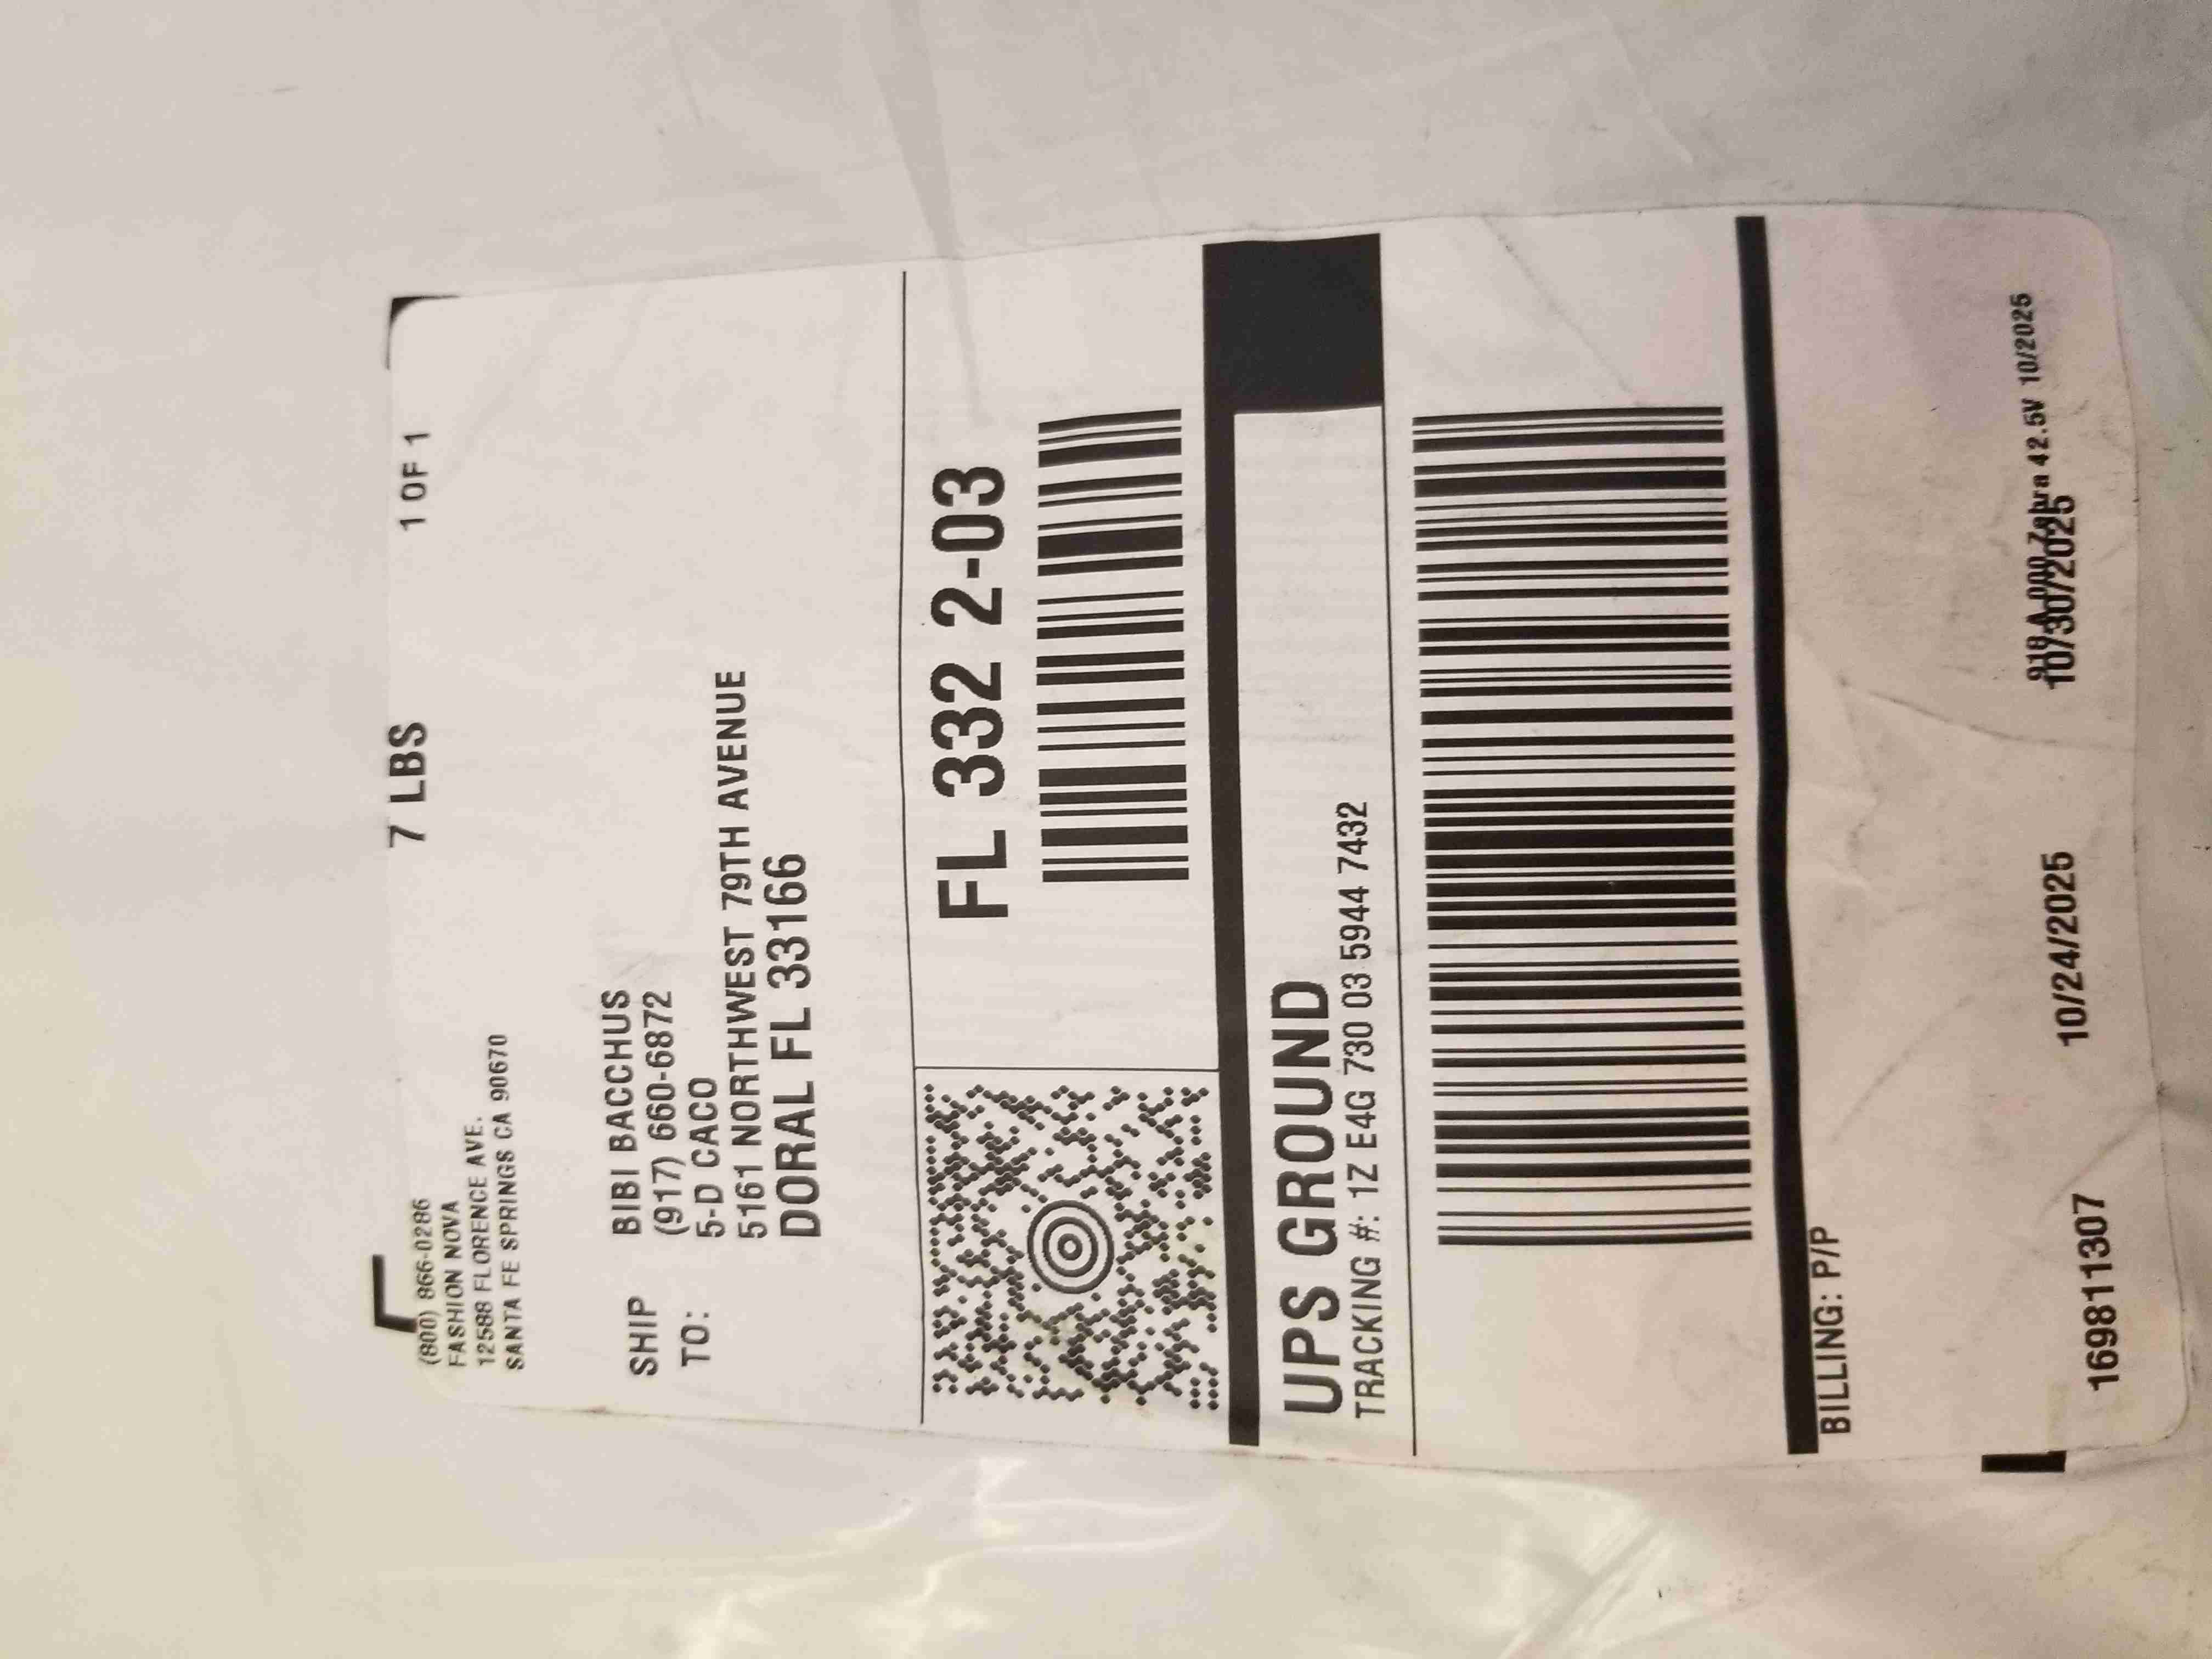 (800) 866-0286
FASHION NOVA
12588 FLORENCE AVE.
SANTA FE SPRINGS CA 90670
7 LBS
1 OF 1
SHIP TO:
BIBI BACCHUS
(917) 660-6872
5-D CACO
5161 NORTHWEST 79TH AVENUE
DORAL FL 33166
FL 332 2-03
UPS GROUND
TRACKING #: 1Z E4G 730 03 5944 7432
BILLING: P/P
42.5V 10/2025
10/24/2025
10/30/2025
169811307